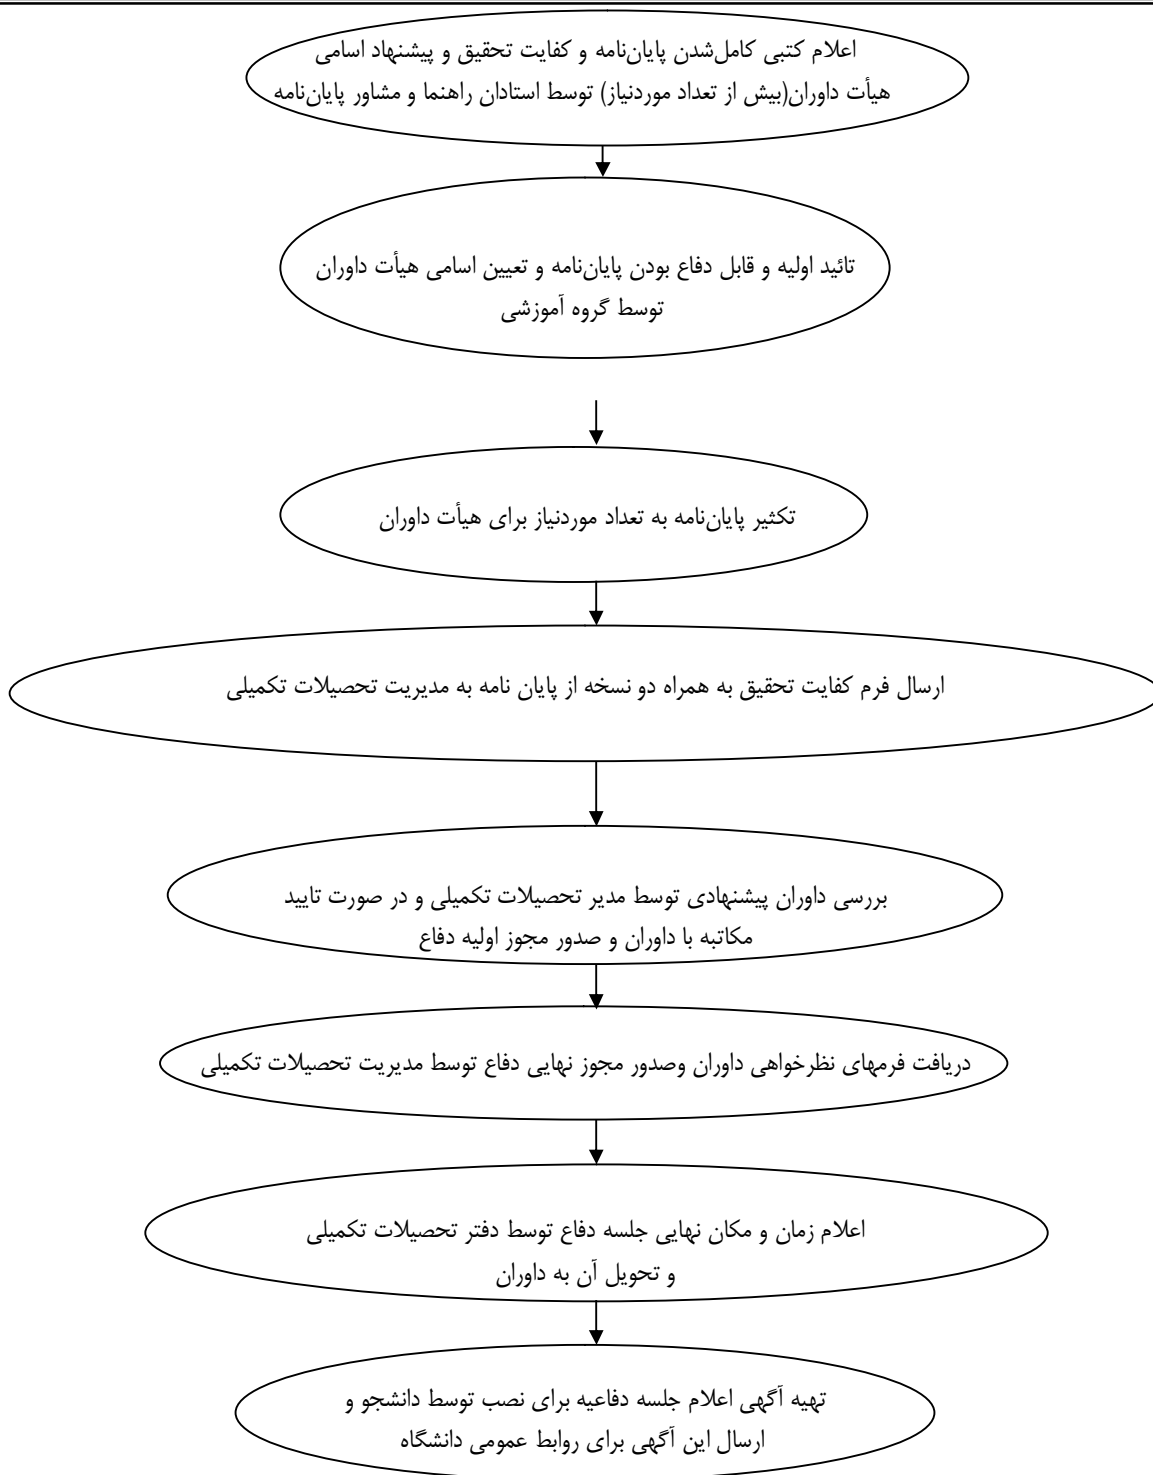 اعلام کتبی کامل‌شدن پایان‌نامه و کفایت تحقیق و پیشنهاد اسامی
هیأت داوران(بیش از تعداد موردنیاز) توسط استادان راهنما و مشاور پایان‌نامه
تائید اولیه و قابل دفاع بودن پایان‌نامه و تعیین اسامی هیأت داوران
توسط گروه آموزشی
تکثیر پایان‌نامه به تعداد موردنیاز برای هیأت داوران
ارسال فرم کفایت تحقیق به همراه دو نسخه از پایان نامه به مدیریت تحصیلات تکمیلی
بررسی داوران پیشنهادی توسط مدیر تحصیلات تکمیلی و در صورت تایید
مکاتبه با داوران و صدور مجوز اولیه دفاع
دریافت فرمهای نظرخواهی داوران وصدور مجوز نهایی دفاع توسط مدیریت تحصیلات تکمیلی
اعلام زمان و مکان نهایی جلسه دفاع توسط دفتر تحصیلات تکمیلی
و تحویل آن به داوران
تهیه آگهی اعلام جلسه دفاعیه برای نصب توسط دانشجو و
ارسال این آگهی برای روابط عمومی دانشگاه